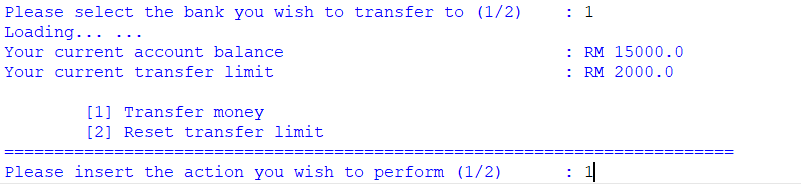 Please select the bank you wish to transfer to (1/2)    : 1
Loading... ...
Your current account balance                            : RM 15000.0
Your current transfer limit                             : RM 2000.0
        [1] Transfer money
        [2] Reset transfer limit
=========================================================================
Please insert the action you wish to perform (1/2)      : 1